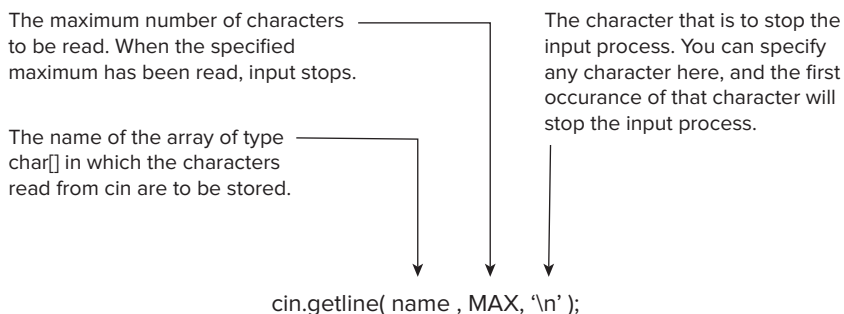 The maximum number of characters
to be read. When the specified
maximum has been read, input stops.
The name of the array of type
char[] in which the characters
read from cin are to be stored.
The character that is to stop the
input process. You can specify
any character here, and the first
occurance of that character will
stop the input process.
cin.getline( name , MAX, ‘\n’ );